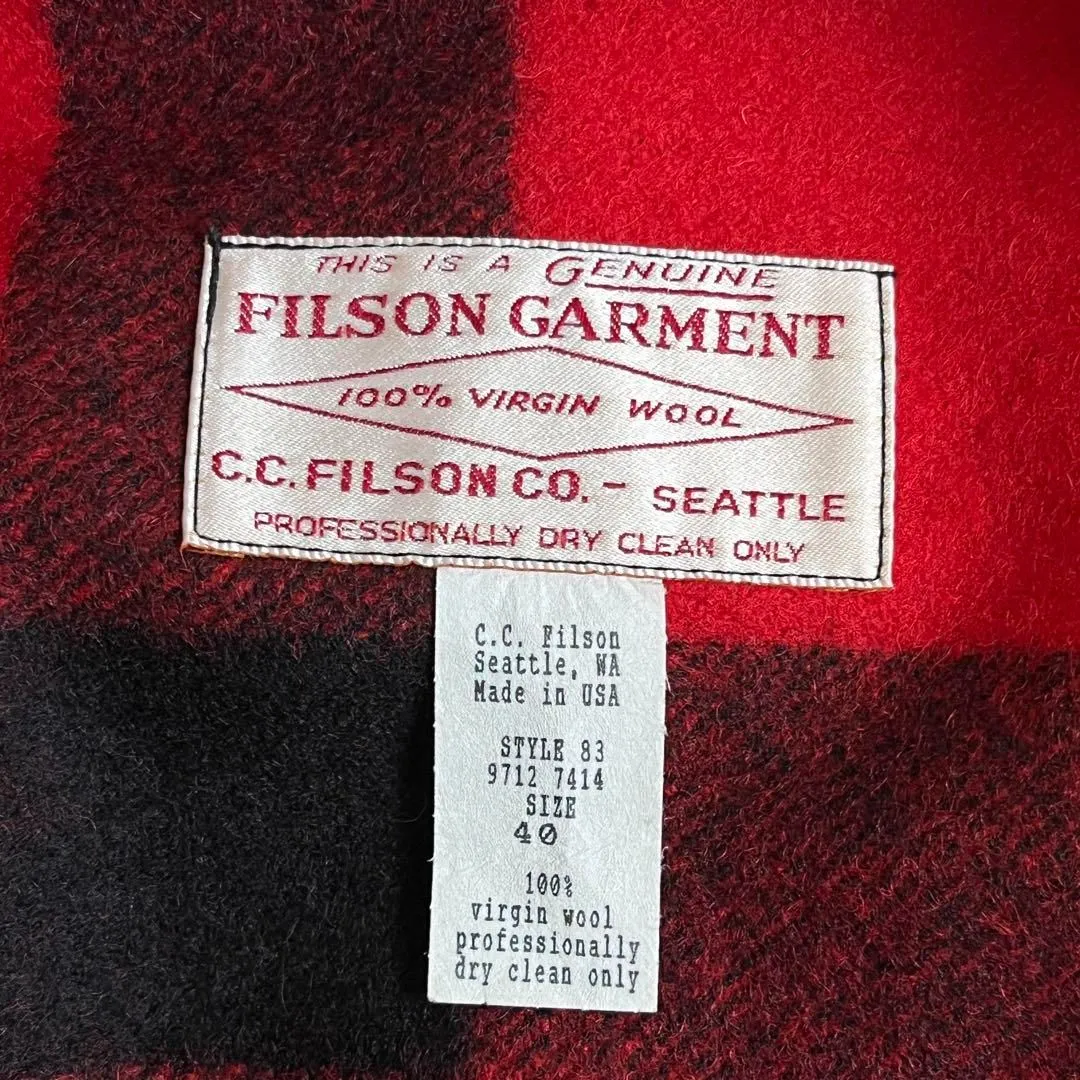 THIS IS A GENUINE
FILSON GARMENT
100% VIRGIN WOOL
C.C. FILSON CO. - SEATTLE
PROFESSIONALLY DRY CLEAN ONLY
C.C. Filson
Seattle, WA
Made in USA
STYLE 83
9712 7414
SIZE
40
100%
virgin wool
professionally
dry clean only